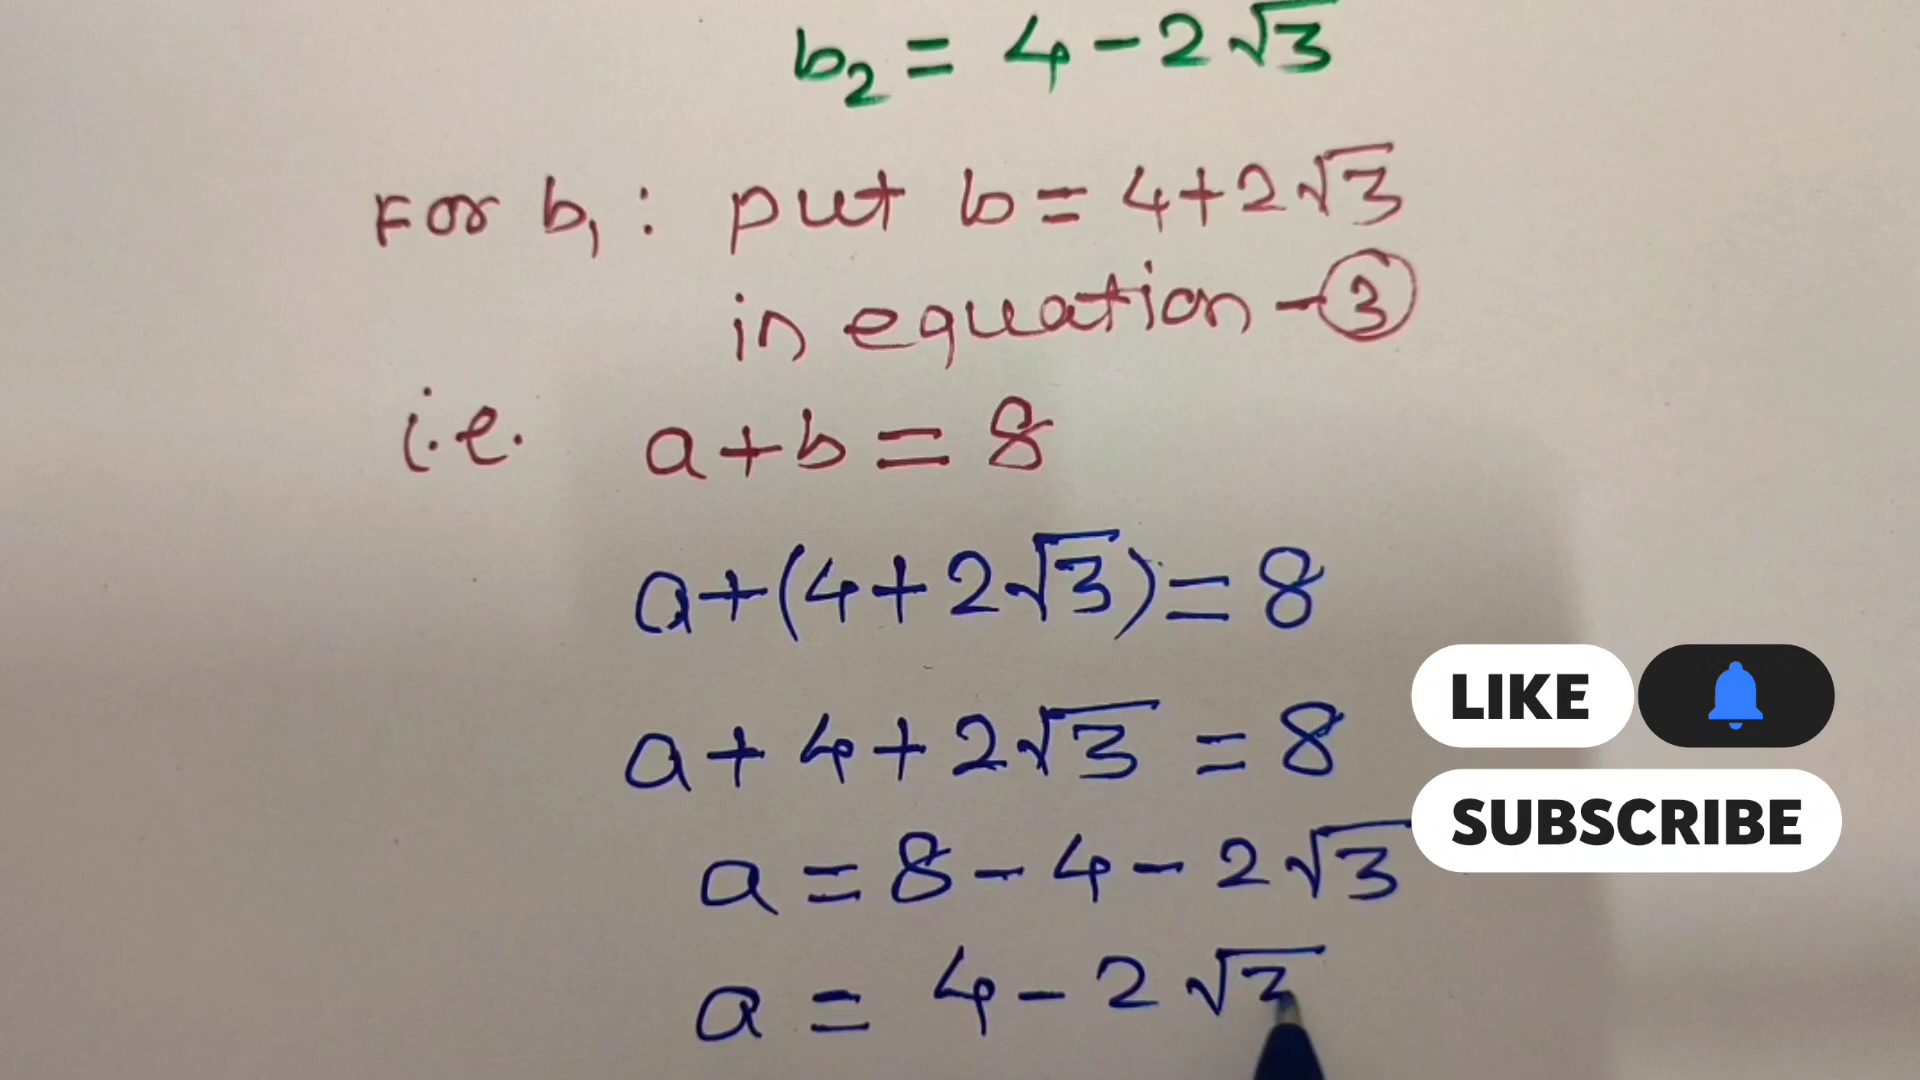 b₂ = 4 - 2√3
For b₁ : put b = 4+2√3
in equation - ③
i.e. a+b = 8
a+(4+2√3) = 8
a + 4 + 2√3 = 8
LIKE
SUBSCRIBE
a = 8 - 4 - 2√3
a = 4 - 2√3